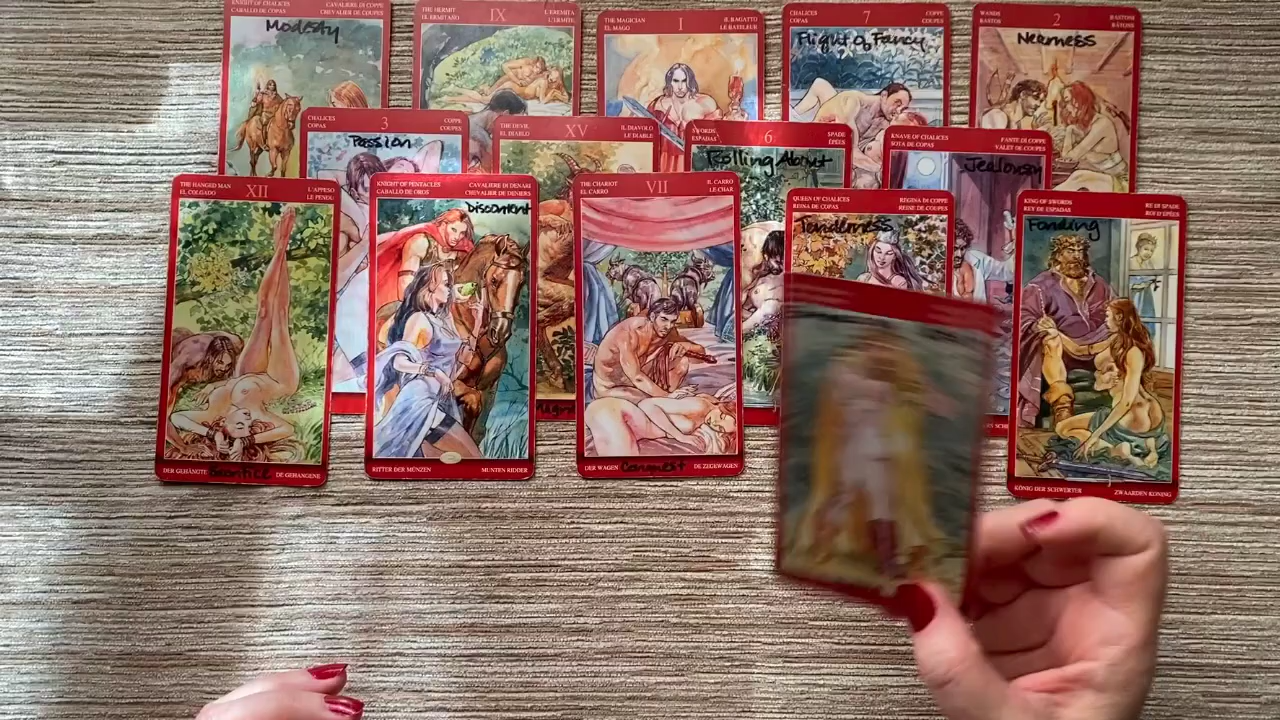 KNIGHT OF CHALICES
CABALLO DE COPAS
CAVALIERE DI COPPE
CHEVALIER DE COUPES
Modesty
THE HERMIT
EL ERMITAÑO
IX
L'EREMITA
L'ERMITE
THE MAGICIAN
EL MAGO
I
IL BAGATTO
LE BATELEUR
CHALICES
COPAS
7
COPPE
COUPES
Flight of Fancy
WANDS
BASTOS
2
BASTONI
BÂTONS
Nearness
CHALICES
COPAS
3
COPPE
COUPES
Passion
THE DEVIL
EL DIABLO
XV
IL DIAVOLO
LE DIABLE
SWORDS
ESPADAS
6
SPADE
ÉPÉES
Rolling About
KNAVE OF CHALICES
SOTA DE COPAS
FANTE DI COPPE
VALET DE COUPES
Jealousy
THE HANGED MAN
EL COLGADO
XII
L'APPESO
LE PENDU
DER GEHÄNGTE
Sacrifice
DE GEHANGENE
KNIGHT OF PENTACLES
CABALLO DE OROS
CAVALIERE DI DENARI
CHEVALIER DE DENIERS
Discontent
RITTER DER MÜNZEN
MUNTEN RIDDER
THE CHARIOT
EL CARRO
VII
IL CARRO
LE CHAR
DER WAGEN
Conquest
DE ZEGEWAGEN
QUEEN OF CHALICES
REINA DE COPAS
REGINA DI COPPE
REINE DE COUPES
Tenderness
KING OF SWORDS
REY DE ESPADAS
RE DI SPADE
ROI D'ÉPÉES
Fondling
KÖNIG DER SCHWERTER
ZWAARDEN KONING